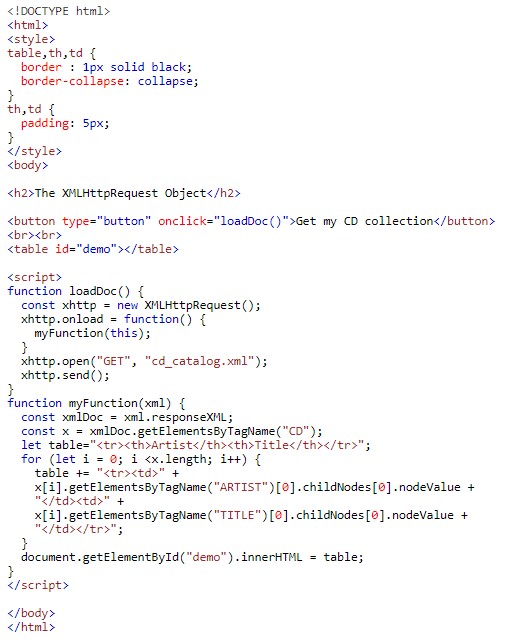 <!DOCTYPE html>
<html>
<style>
table,th,td {
  border : 1px solid black;
  border-collapse: collapse;
}
th,td {
  padding: 5px;
}
</style>
<body>

<h2>The XMLHttpRequest Object</h2>

<button type="button" onclick="loadDoc()">Get my CD collection</button>
<br><br>
<table id="demo"></table>

<script>
function loadDoc() {
  const xhttp = new XMLHttpRequest();
  xhttp.onload = function() {
    myFunction(this);
  }
  xhttp.open("GET", "cd_catalog.xml");
  xhttp.send();
}
function myFunction(xml) {
  const xmlDoc = xml.responseXML;
  const x = xmlDoc.getElementsByTagName("CD");
  let table="<tr><th>Artist</th><th>Title</th></tr>";
  for (let i = 0; i <x.length; i++) {
    table += "<tr><td>" +
    x[i].getElementsByTagName("ARTIST")[0].childNodes[0].nodeValue +
    "</td><td>" +
    x[i].getElementsByTagName("TITLE")[0].childNodes[0].nodeValue +
    "</td></tr>";
  }
  document.getElementById("demo").innerHTML = table;
}
</script>

</body>
</html>